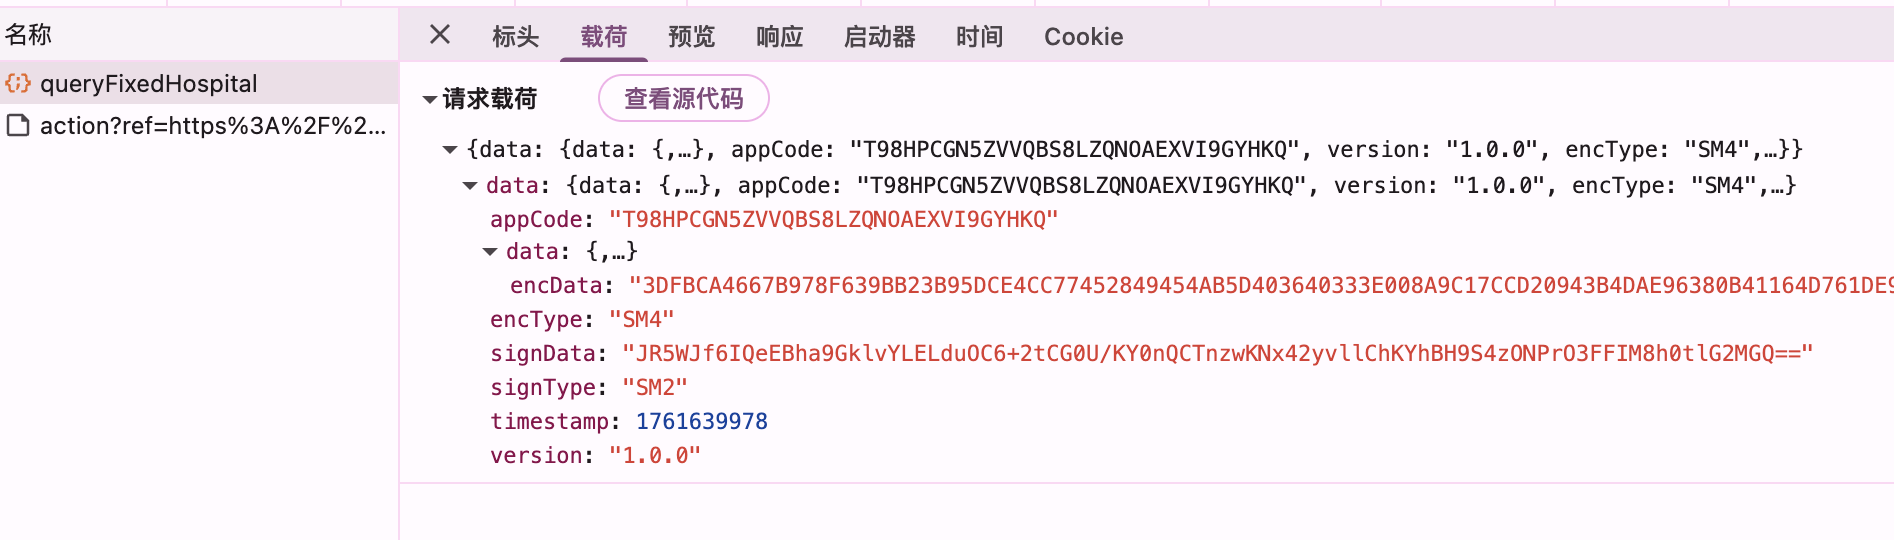 名称
queryFixedHospital
action?ref=https%3A%2F%2...
标头 载荷 预览 响应 启动器 时间 Cookie
请求载荷 查看源代码
{data: {data: {,…}, appCode: "T98HPCGN5ZVVQBS8LZQNOAEXVI9GYHKQ", version: "1.0.0", encType: "SM4",…}}
data: {data: {,…}, appCode: "T98HPCGN5ZVVQBS8LZQNOAEXVI9GYHKQ", version: "1.0.0", encType: "SM4",…}
appCode: "T98HPCGN5ZVVQBS8LZQNOAEXVI9GYHKQ"
data: {,…}
encData: "3DFBCA4667B978F639BB23B95DCE4CC77452849454AB5D403640333E008A9C17CCD20943B4DAE96380B41164D761DE9
encType: "SM4"
signData: "JR5WJf6IQeEBha9GklvYLELduOC6+2tCG0U/KY0nQCTnzwKNx42yvllChKYhBH9S4zONPrO3FFIM8h0tlG2MGQ=="
signType: "SM2"
timestamp: 1761639978
version: "1.0.0"